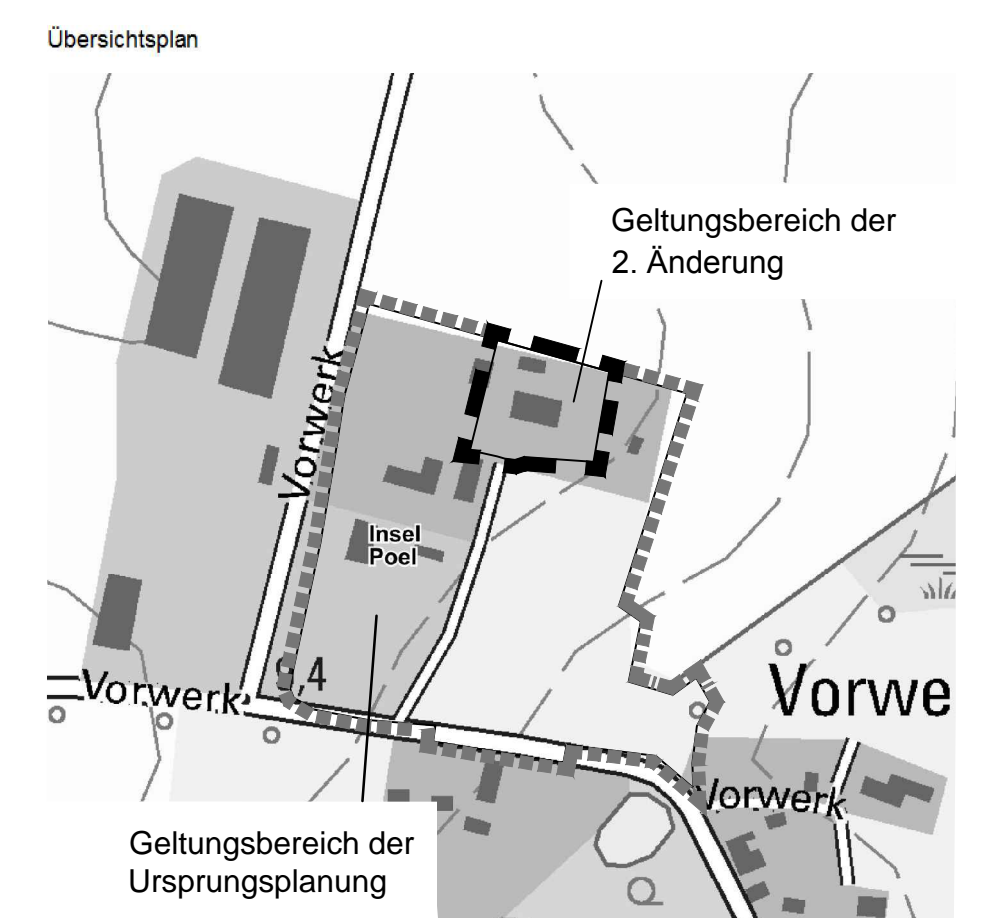 Übersichtsplan
Geltungsbereich der
2. Änderung
Vorwerk
Insel
Poel
9,4
Vorwerk
Vorwe
Vorwerk
Geltungsbereich der
Ursprungsplanung